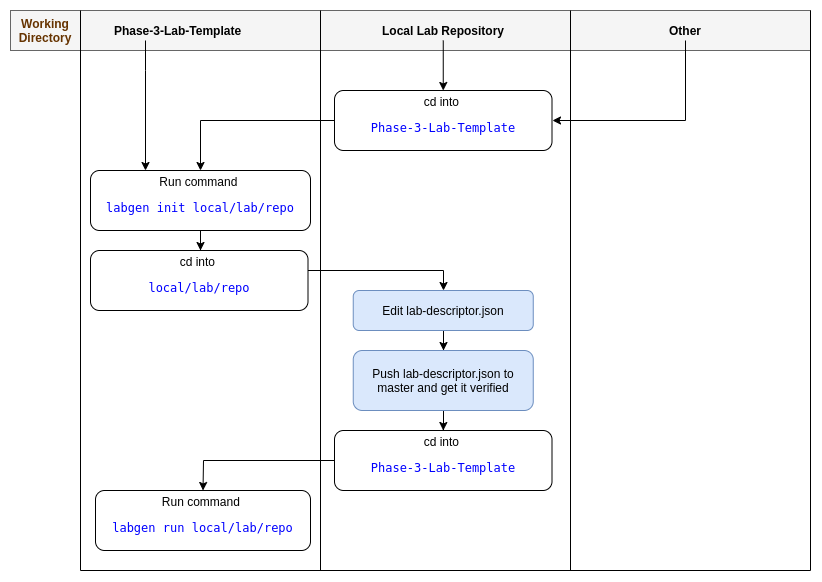 Working
Directory
Phase-3-Lab-Template
Local Lab Repository
Other
cd into
Phase-3-Lab-Template
Run command
labgen init local/lab/repo
cd into
local/lab/repo
Edit lab-descriptor.json
Push lab-descriptor.json to
master and get it verified
cd into
Phase-3-Lab-Template
Run command
labgen run local/lab/repo